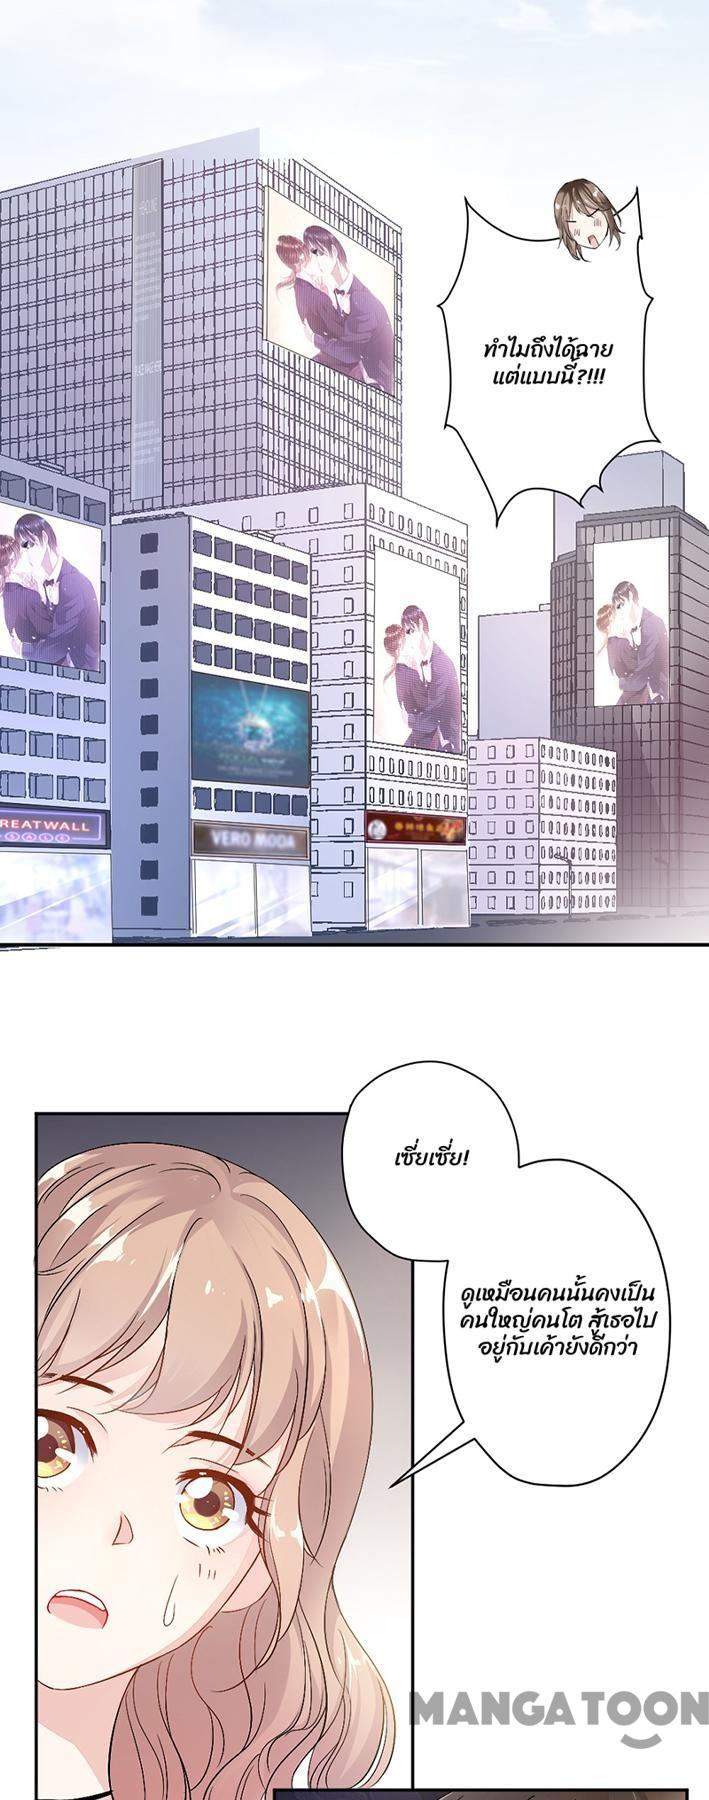 ทำไมถึงได้ฉาย
แต่แบบนี้?!!!
REATWALL
SALE
VERO MODA
เซี่ยเซี่ย!
ดูเหมือนคนนั้นคงเป็น
คนใหญ่คนโต สู้เธอไป
อยู่กับเค้ายังดีกว่า
MANGATOON